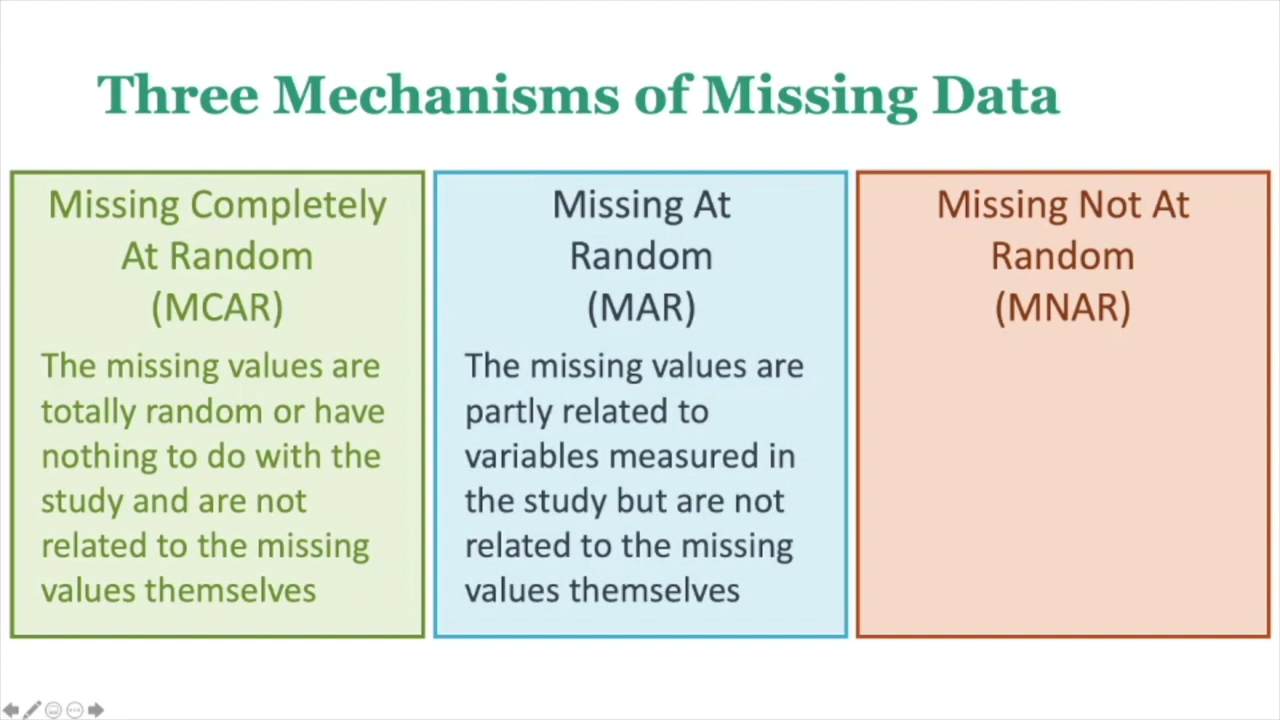 Three Mechanisms of Missing Data
Missing Completely
At Random
(MCAR)
The missing values are
totally random or have
nothing to do with the
study and are not
related to the missing
values themselves
Missing At
Random
(MAR)
The missing values are
partly related to
variables measured in
the study but are not
related to the missing
values themselves
Missing Not At
Random
(MNAR)